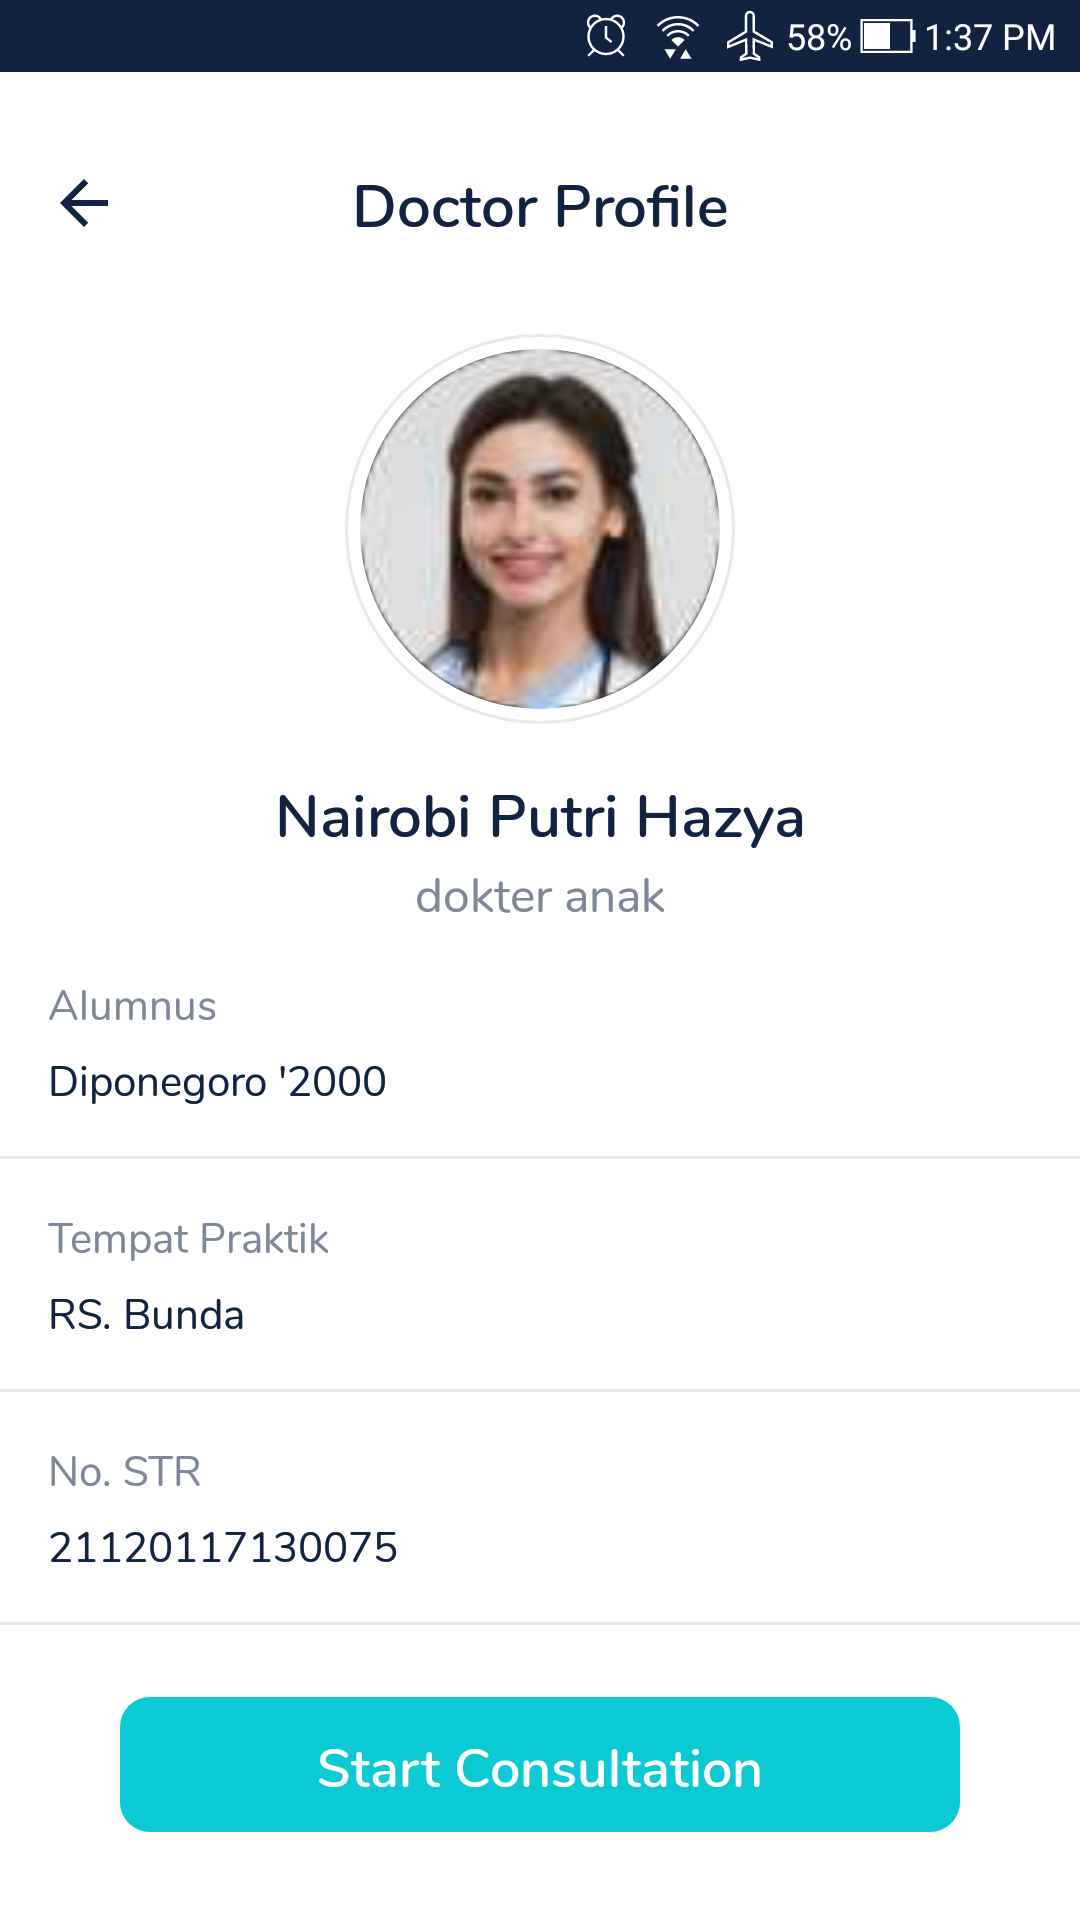 58% 1:37 PM
Doctor Profile
Nairobi Putri Hazya
dokter anak
Alumnus
Diponegoro '2000
Tempat Praktik
RS. Bunda
No. STR
21120117130075
Start Consultation